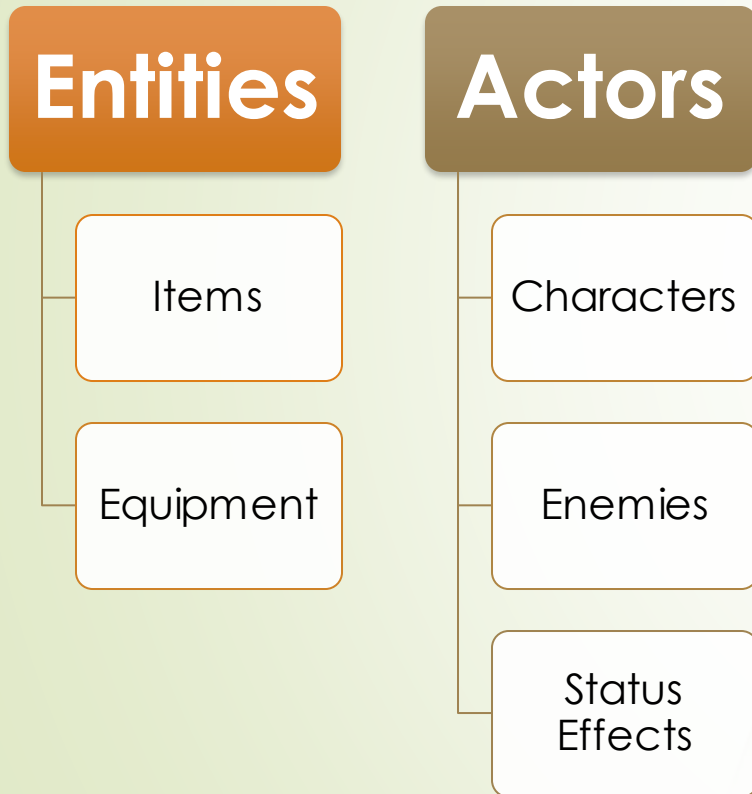 Entities
Items
Equipment
Actors
Characters
Enemies
Status
Effects